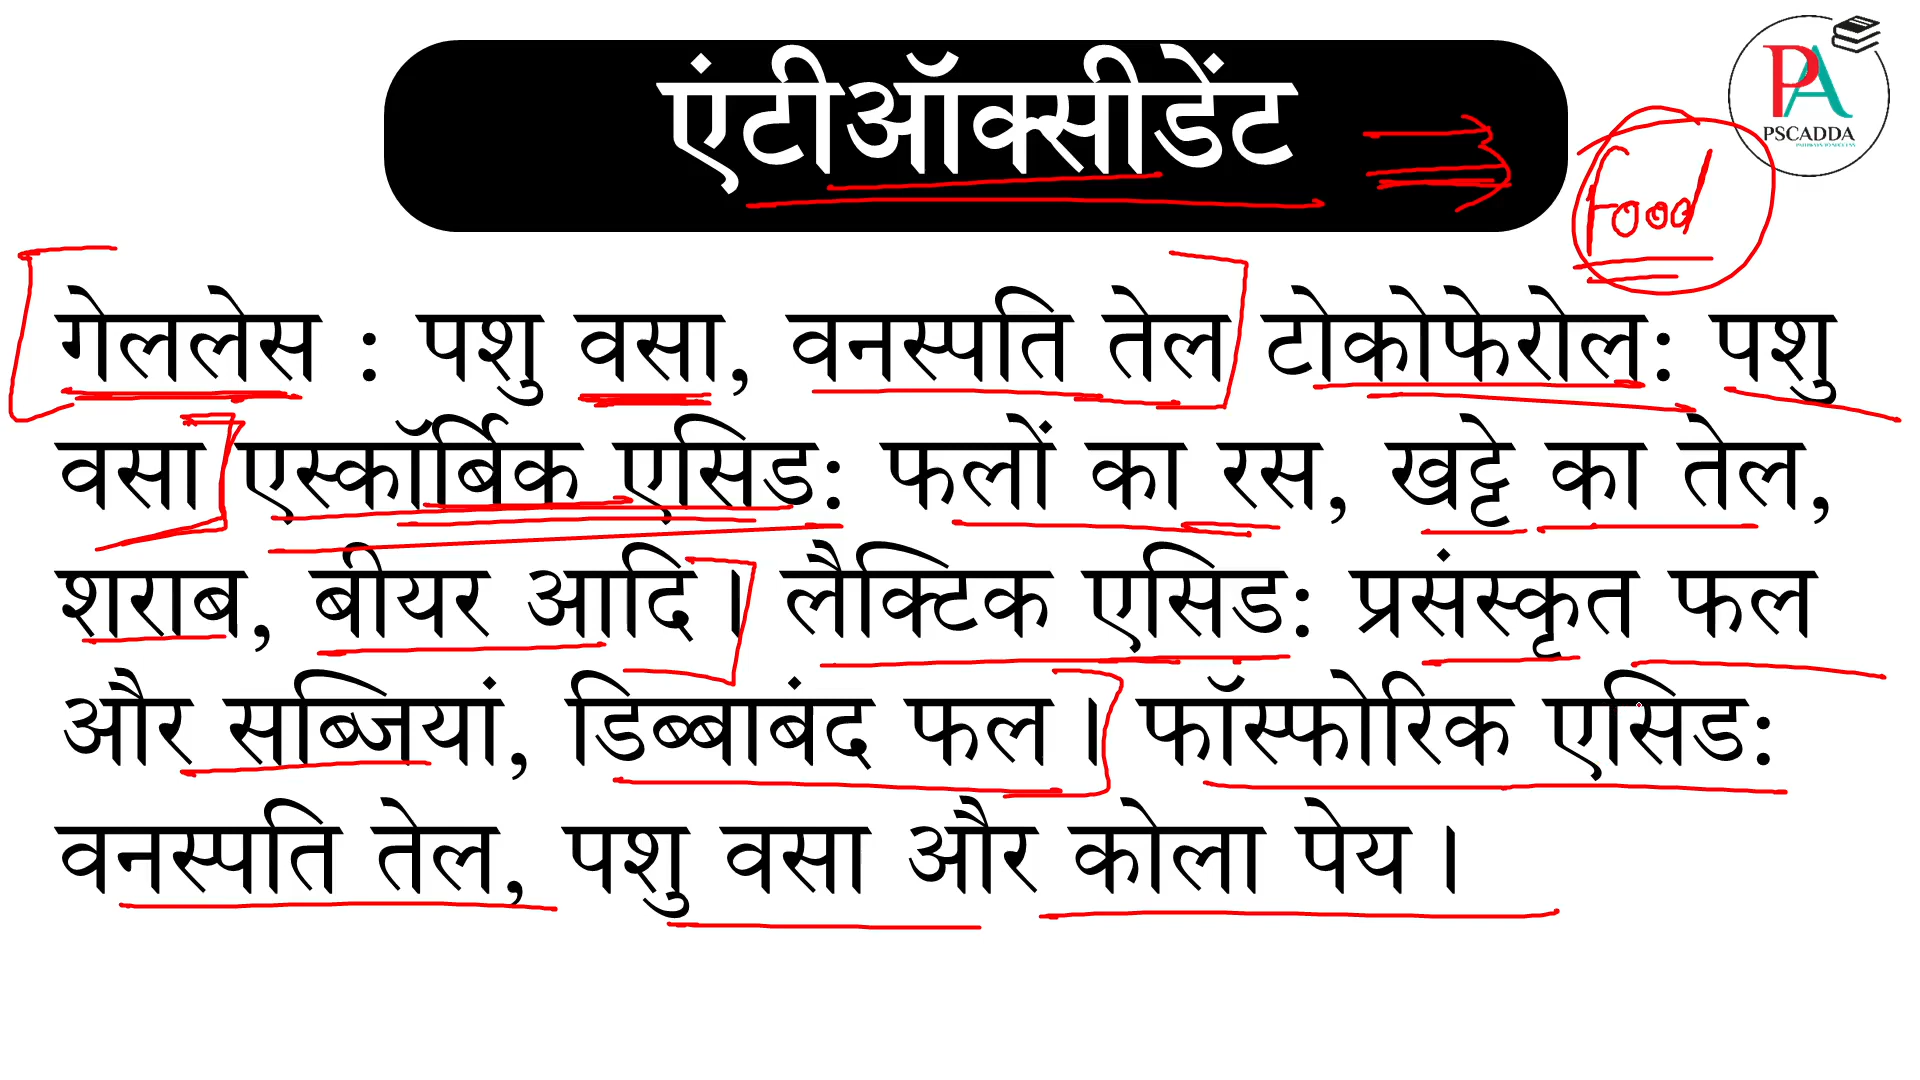 एंटीऑक्सीडेंट
Food
PA
PSCADDA
गेललेस : पशु वसा, वनस्पति तेल टोकोफेरोल: पशु
वसा एस्कॉर्बिक एसिड: फलों का रस, खट्टे का तेल,
शराब, बीयर आदि। लैक्टिक एसिड: प्रसंस्कृत फल
और सब्जियां, डिब्बाबंद फल। फॉस्फोरिक एसिड:
वनस्पति तेल, पशु वसा और कोला पेय।